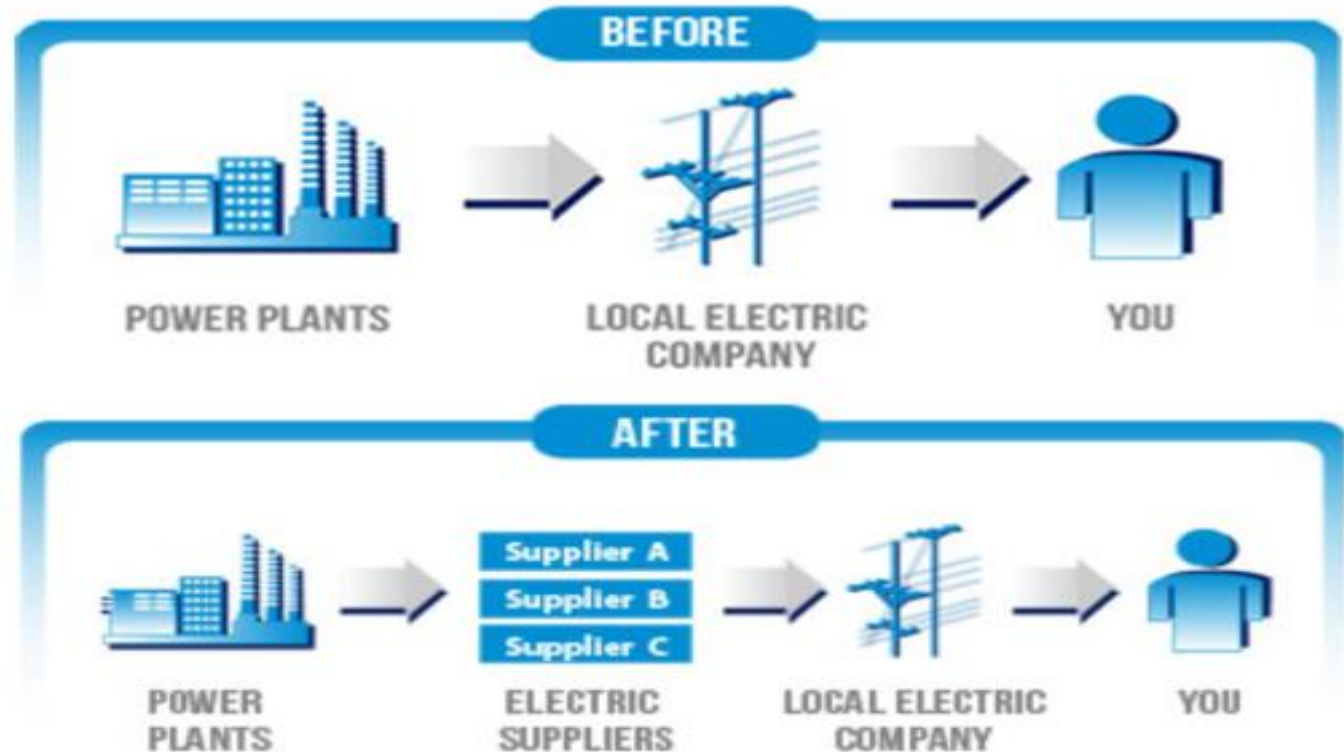 BEFORE
POWER PLANTS
LOCAL ELECTRIC
COMPANY
YOU
AFTER
Supplier A
Supplier B
Supplier C
POWER
PLANTS
ELECTRIC
SUPPLIERS
LOCAL ELECTRIC
COMPANY
YOU